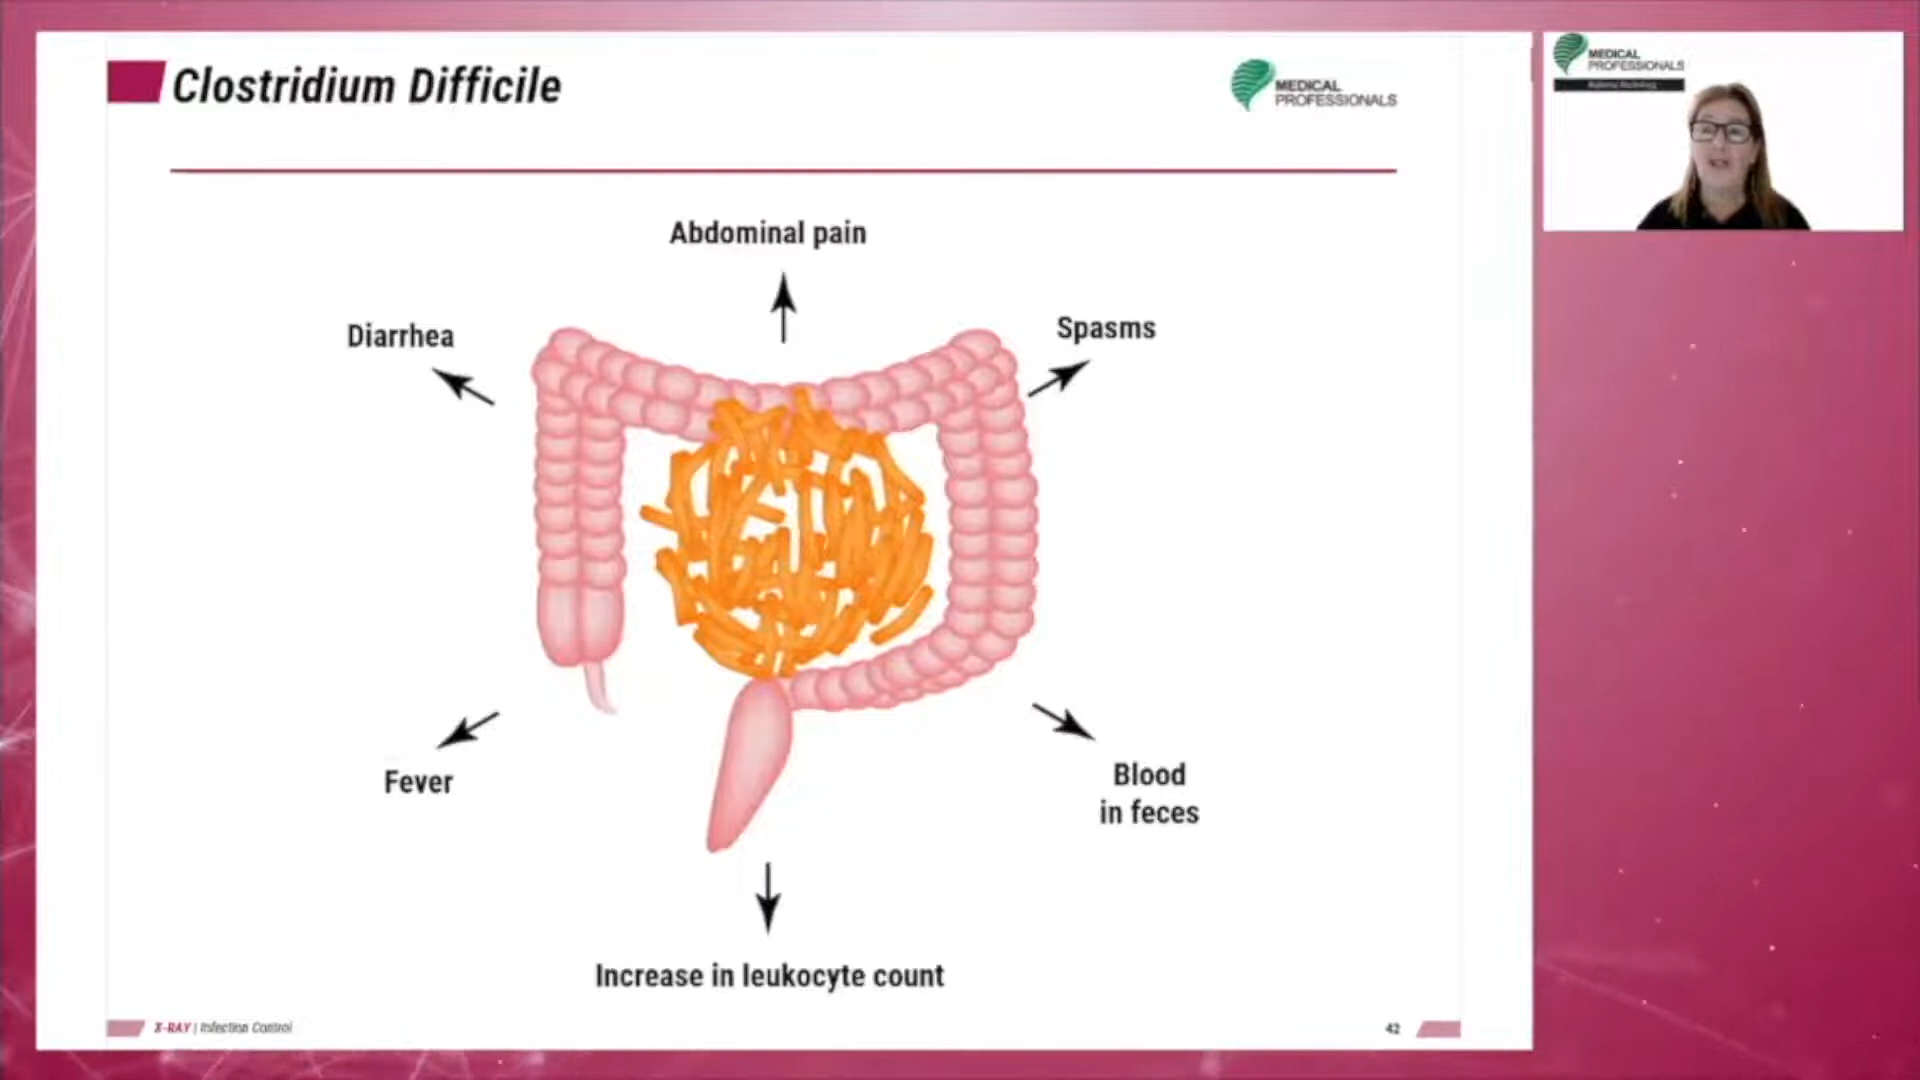 Clostridium Difficile
MEDICAL
PROFESSIONALS
Abdominal pain
Diarrhea
Spasms
Fever
Blood
in feces
Increase in leukocyte count
X-RAY | Infection Control
42
MEDICAL
PROFESSIONALS